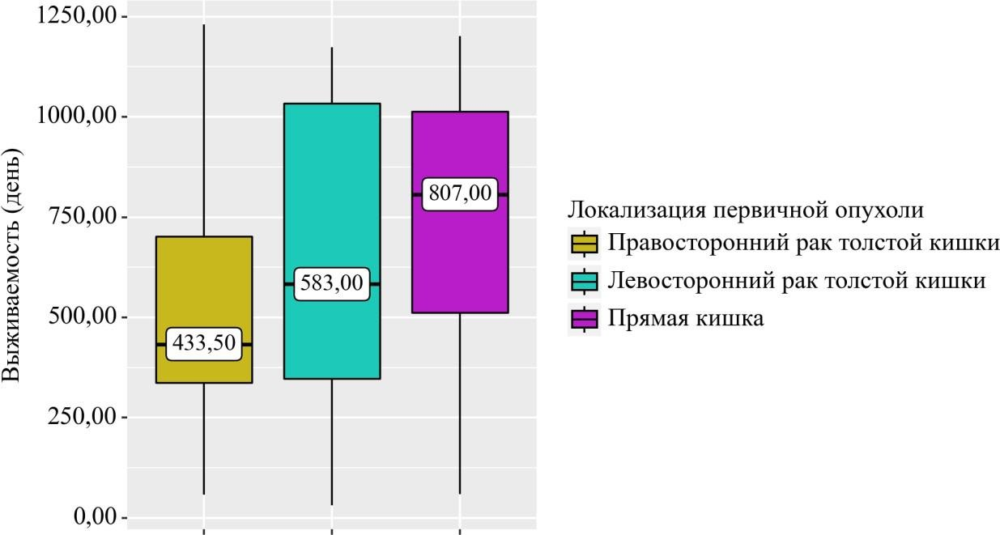 Выживаемость (день)
1250,00
1000,00
750,00
500,00
250,00
0,00
433,50
583,00
807,00
Локализация первичной опухоли
Правосторонний рак толстой кишки
Левосторонний рак толстой кишки
Прямая кишка